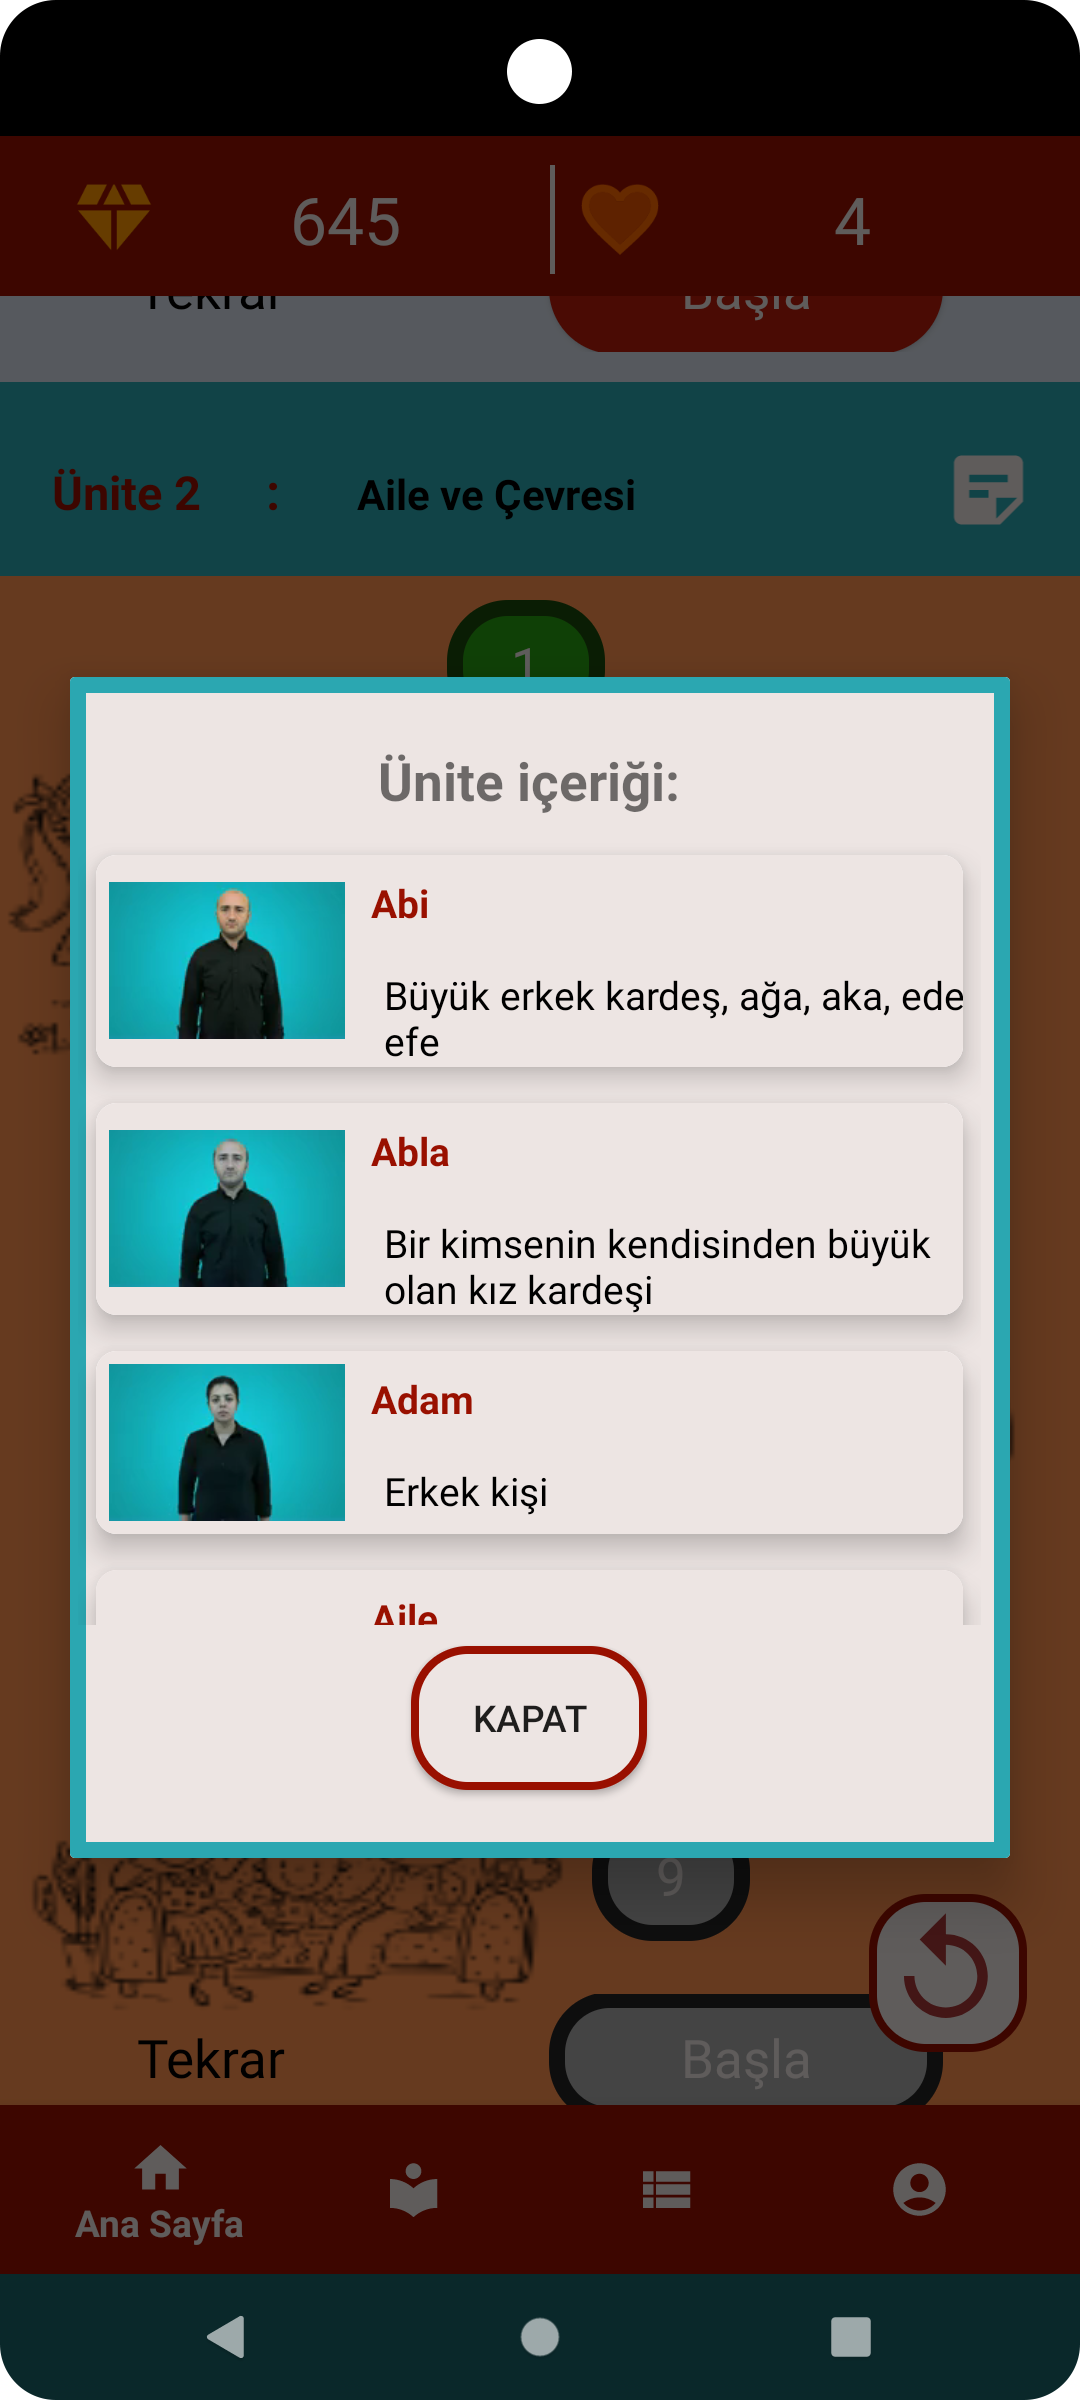 645
4
Tekrar
Başla
Ünite 2 : Aile ve Çevresi
1
Ünite içeriği:
Abi
Büyük erkek kardeş, ağa, aka, ede
efe
Abla
Bir kimsenin kendisinden büyük
olan kız kardeşi
Adam
Erkek kişi
Aile
KAPAT
9
Tekrar
Başla
Ana Sayfa